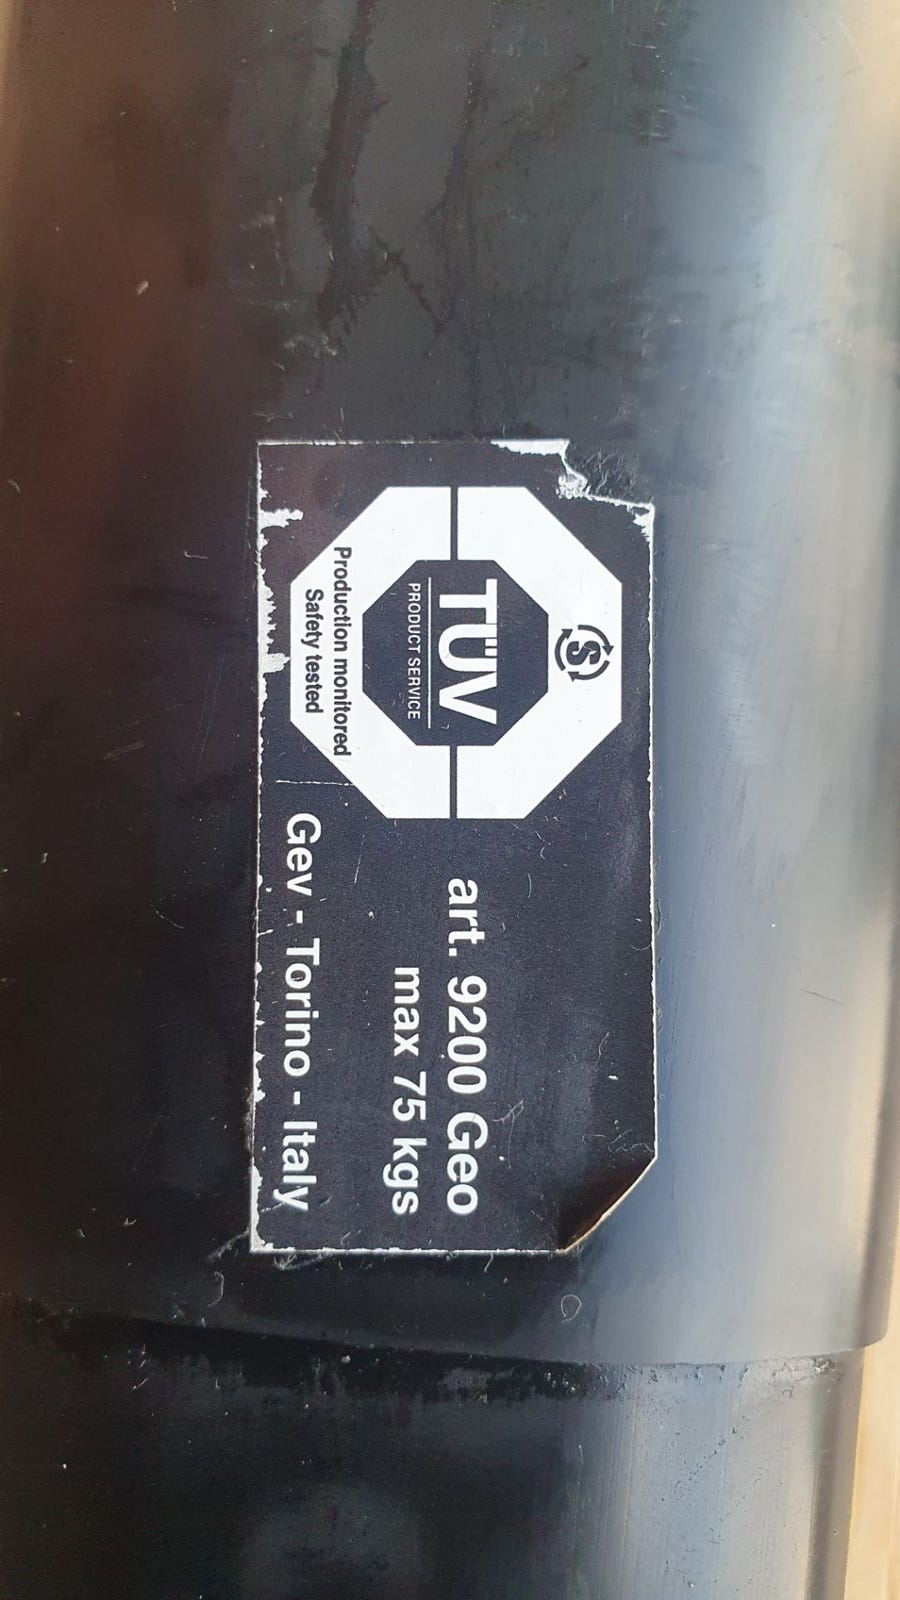 S
TÜV
PRODUCT SERVICE
Production monitored
Safety tested
art. 9200 Geo
max 75 kgs
Gev - Torino - Italy